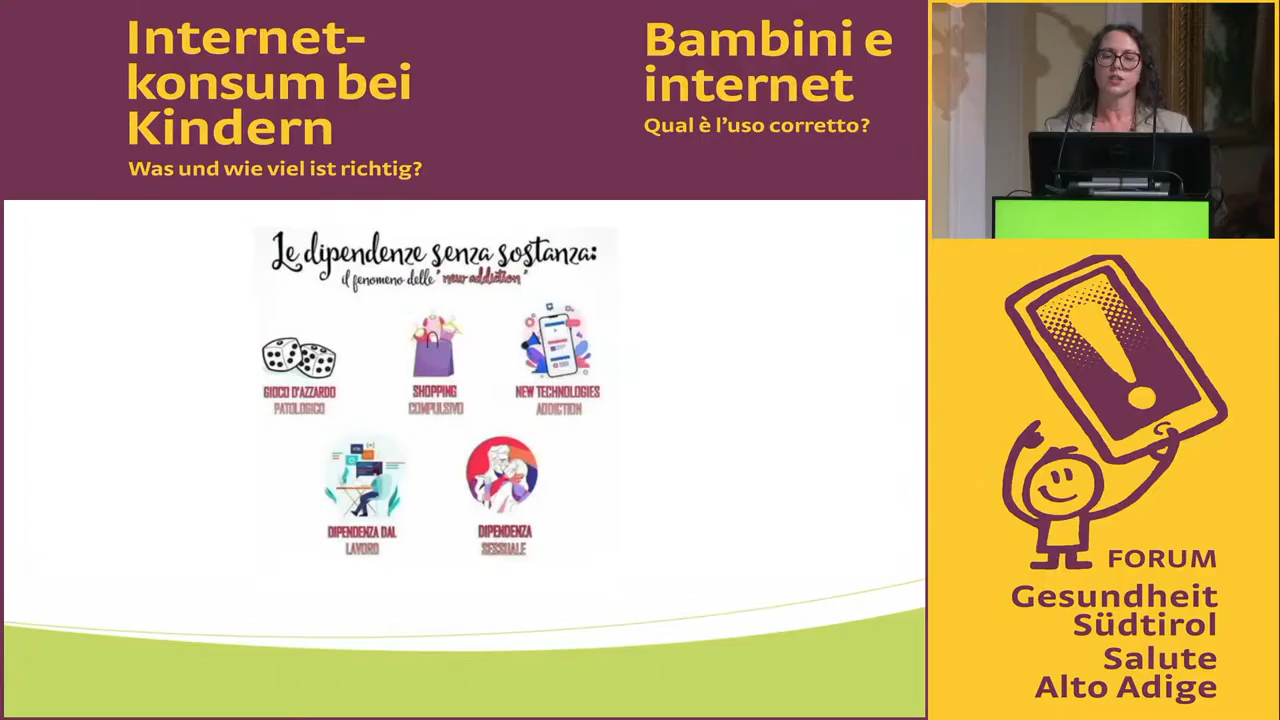 Internet-
konsum bei
Kindern
Was und wie viel ist richtig?
Bambini e
internet
Qual è l'uso corretto?
Le dipendenze senza sostanza:
il fenomeno delle "new addiction"
GIOCO D'AZZARDO
PATOLOGICO
SHOPPING
COMPULSIVO
NEW TECHNOLOGIES
ADDICTION
DIPENDENZA DAL
LAVORO
DIPENDENZA
SESSUALE
FORUM
Gesundheit
Südtirol
Salute
Alto Adige